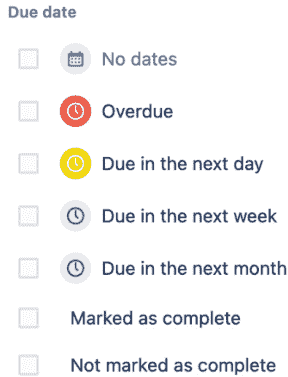 Due date
No dates
Overdue
Due in the next day
Due in the next week
Due in the next month
Marked as complete
Not marked as complete